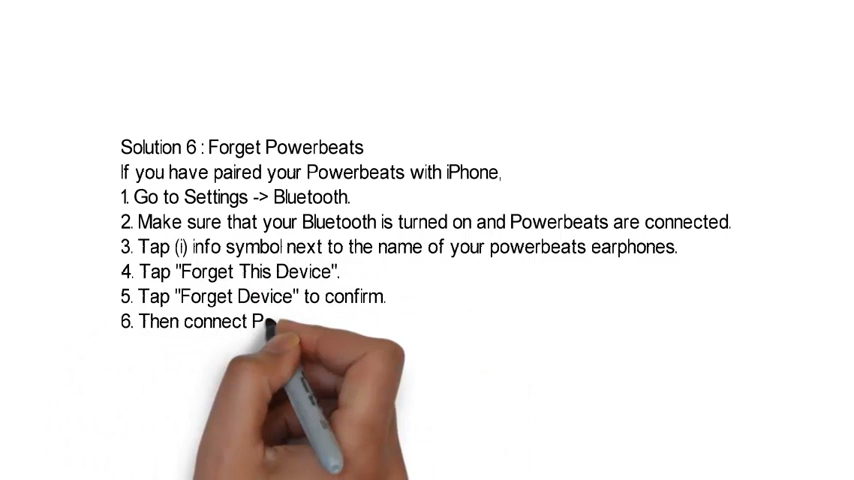 Solution 6 : Forget Powerbeats
If you have paired your Powerbeats with iPhone,
1. Go to Settings -> Bluetooth.
2. Make sure that your Bluetooth is turned on and Powerbeats are connected.
3. Tap (i) info symbol next to the name of your powerbeats earphones.
4. Tap "Forget This Device".
5. Tap "Forget Device" to confirm.
6. Then connect P